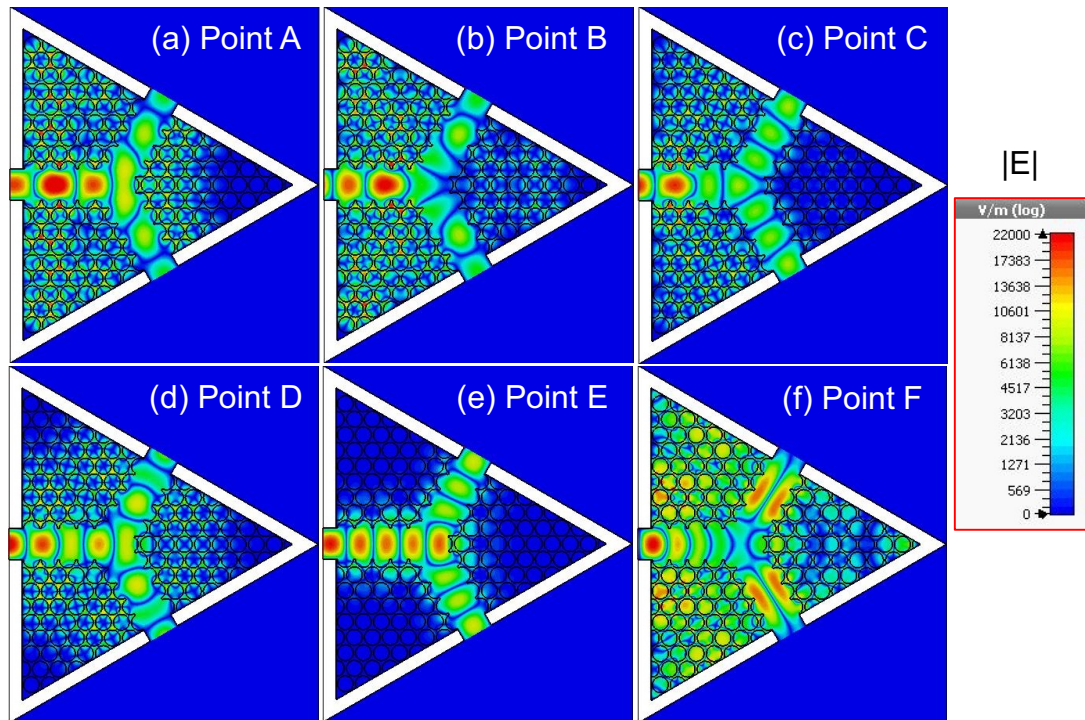 (a) Point A
(b) Point B
(c) Point C
(d) Point D
(e) Point E
(f) Point F
|E|
V/m (log)
22000
17383
13638
10601
8137
6138
4517
3203
2136
1271
569
0